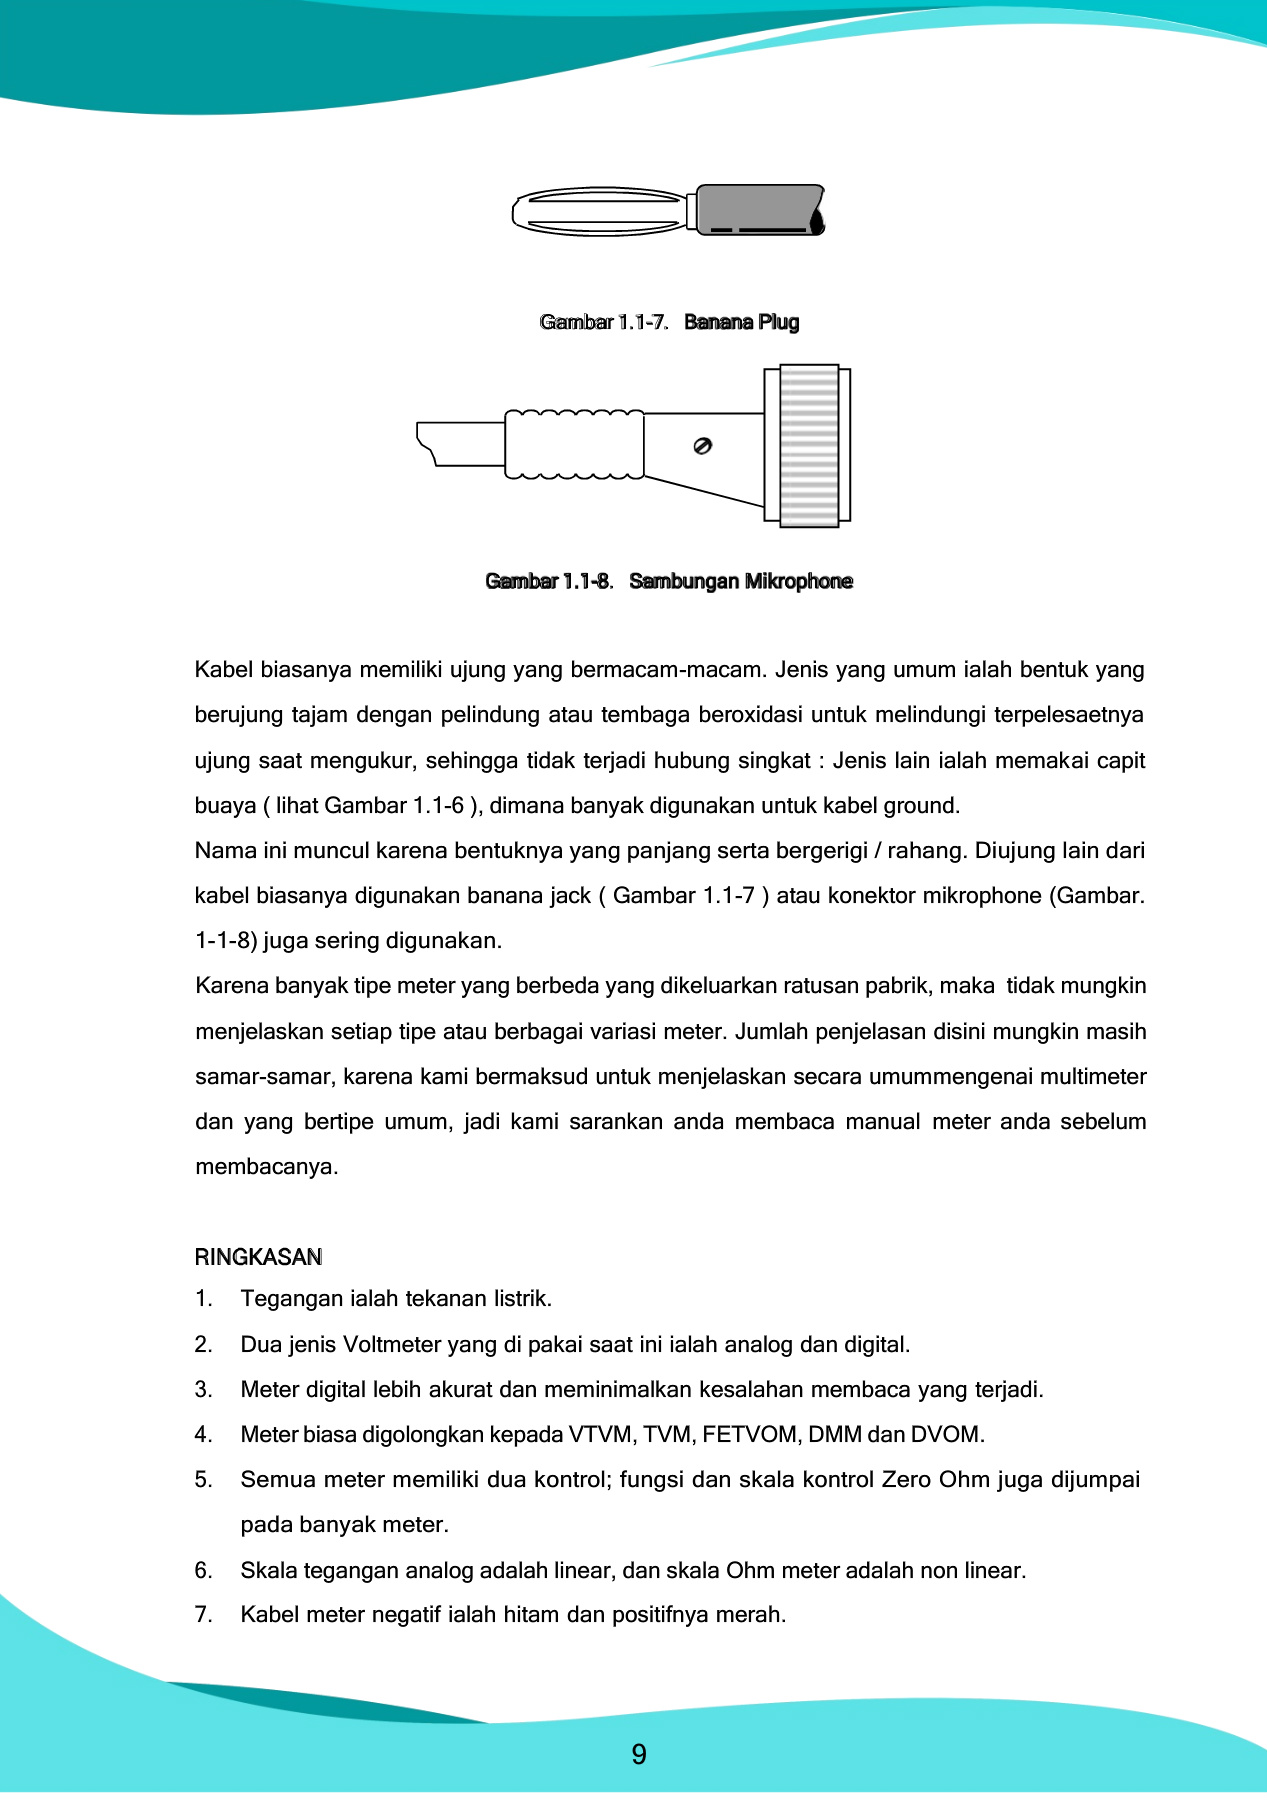 Gambar 1.1-7. Banana Plug
Gambar 1.1-8. Sambungan Mikrophone
Kabel biasanya memiliki ujung yang bermacam-macam. Jenis yang umum ialah bentuk yang
berujung tajam dengan pelindung atau tembaga beroxidasi untuk melindungi terpelesaetnya
ujung saat mengukur, sehingga tidak terjadi hubung singkat : Jenis lain ialah memakai capit
buaya ( lihat Gambar 1.1-6 ), dimana banyak digunakan untuk kabel ground.
Nama ini muncul karena bentuknya yang panjang serta bergerigi / rahang. Diujung lain dari
kabel biasanya digunakan banana jack ( Gambar 1.1-7 ) atau konektor mikrophone (Gambar.
1-1-8) juga sering digunakan.
Karena banyak tipe meter yang berbeda yang dikeluarkan ratusan pabrik, maka  tidak mungkin
menjelaskan setiap tipe atau berbagai variasi meter. Jumlah penjelasan disini mungkin masih
samar-samar, karena kami bermaksud untuk menjelaskan secara umummengenai multimeter
dan yang bertipe umum, jadi kami sarankan anda membaca manual meter anda sebelum
membacanya.
RINGKASAN
1. Tegangan ialah tekanan listrik.
2. Dua jenis Voltmeter yang di pakai saat ini ialah analog dan digital.
3. Meter digital lebih akurat dan meminimalkan kesalahan membaca yang terjadi.
4. Meter biasa digolongkan kepada VTVM, TVM, FETVOM, DMM dan DVOM.
5. Semua meter memiliki dua kontrol; fungsi dan skala kontrol Zero Ohm juga dijumpai
pada banyak meter.
6. Skala tegangan analog adalah linear, dan skala Ohm meter adalah non linear.
7. Kabel meter negatif ialah hitam dan positifnya merah.
9